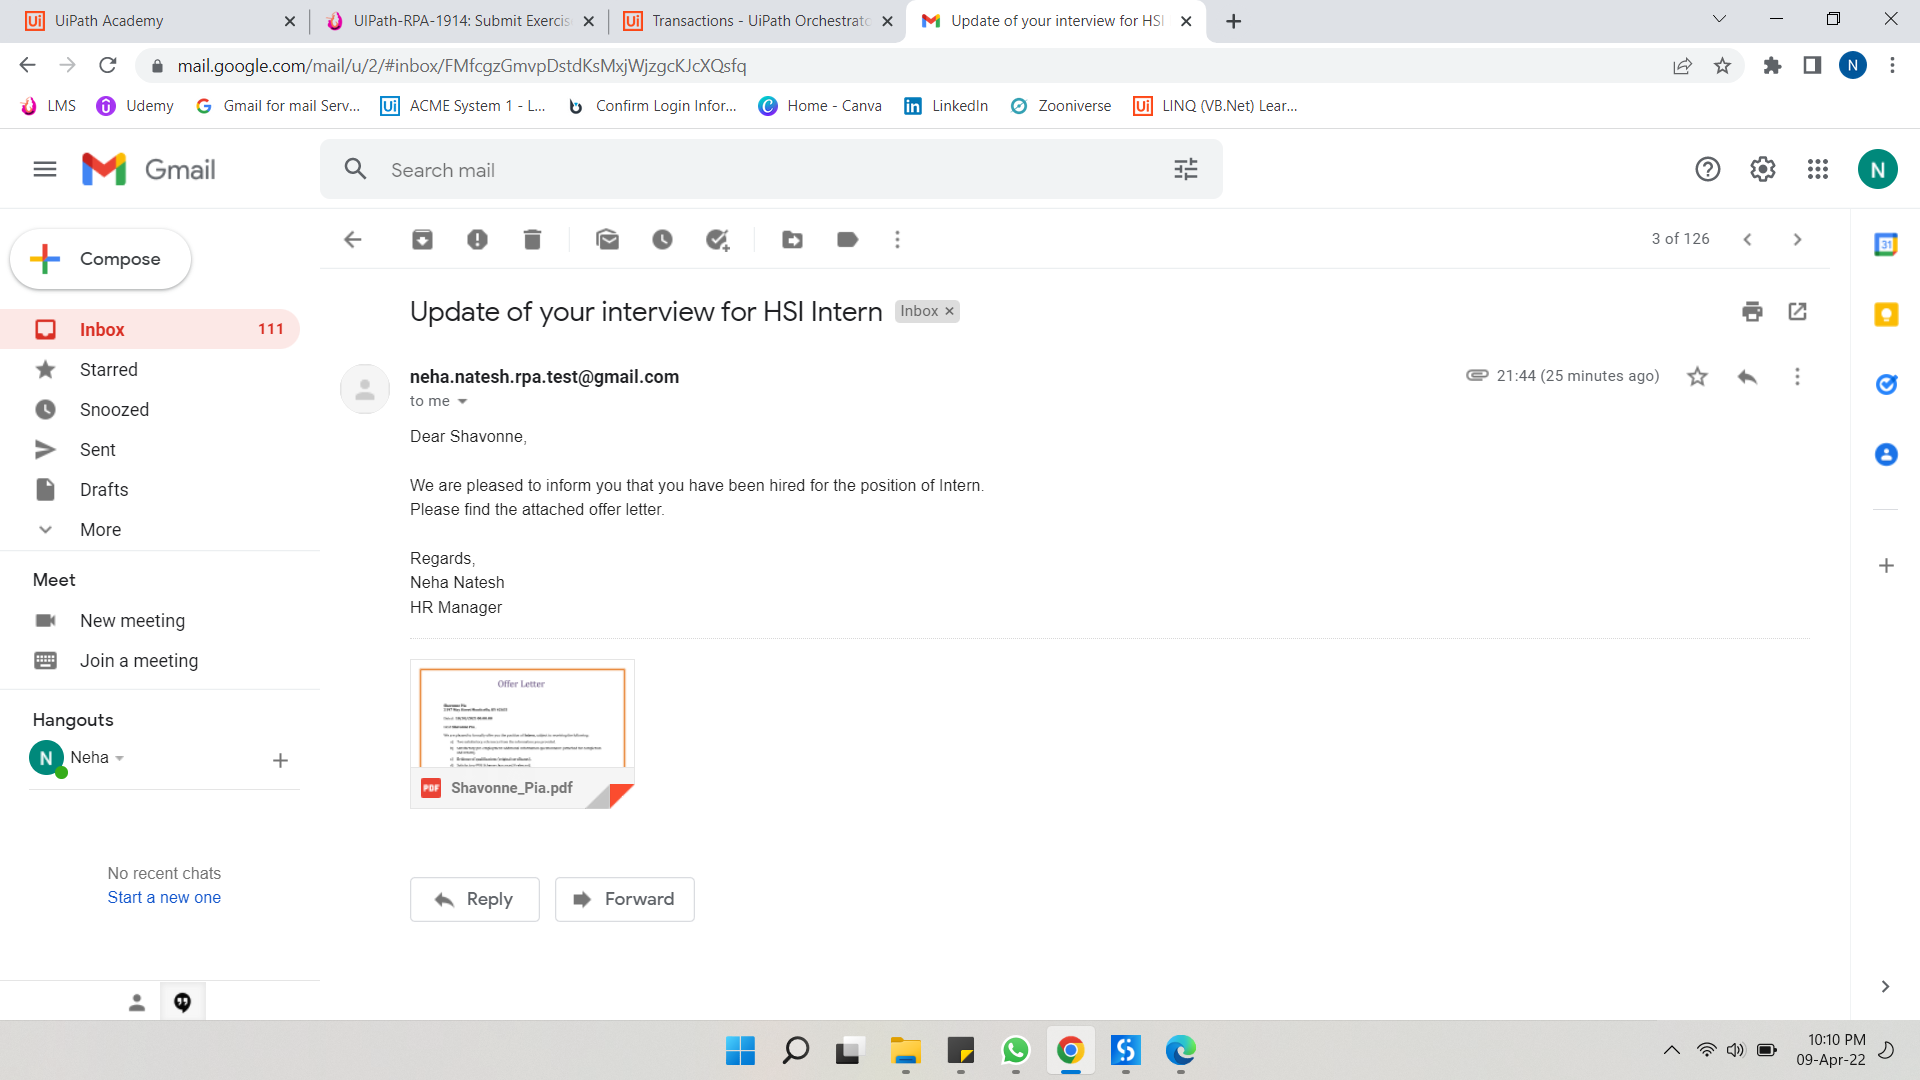 UiPath Academy
UIPath-RPA-1914: Submit Exercis
Transactions - UiPath Orchestrato
Update of your interview for HSI
mail.google.com/mail/u/2/#inbox/FMfcgzGmvpDstdKsMxjWjzgcKJcXQsfq
N
LMS
Udemy
Gmail for mail Serv...
ACME System 1 - L...
Confirm Login Infor...
Home - Canva
LinkedIn
Zooniverse
LINQ (VB.Net) Lear...
Gmail
Search mail
N
Compose
3 of 126
Inbox 111
Starred
Snoozed
Sent
Drafts
More
Meet
New meeting
Join a meeting
Hangouts
N Neha
No recent chats
Start a new one
Update of your interview for HSI Intern
Inbox ×
neha.natesh.rpa.test@gmail.com
21:44 (25 minutes ago)
to me
Dear Shavonne,
We are pleased to inform you that you have been hired for the position of Intern.
Please find the attached offer letter.
Regards,
Neha Natesh
HR Manager
Offer Letter
PDF Shavonne_Pia.pdf
Reply
Forward
31
10:10 PM
09-Apr-22